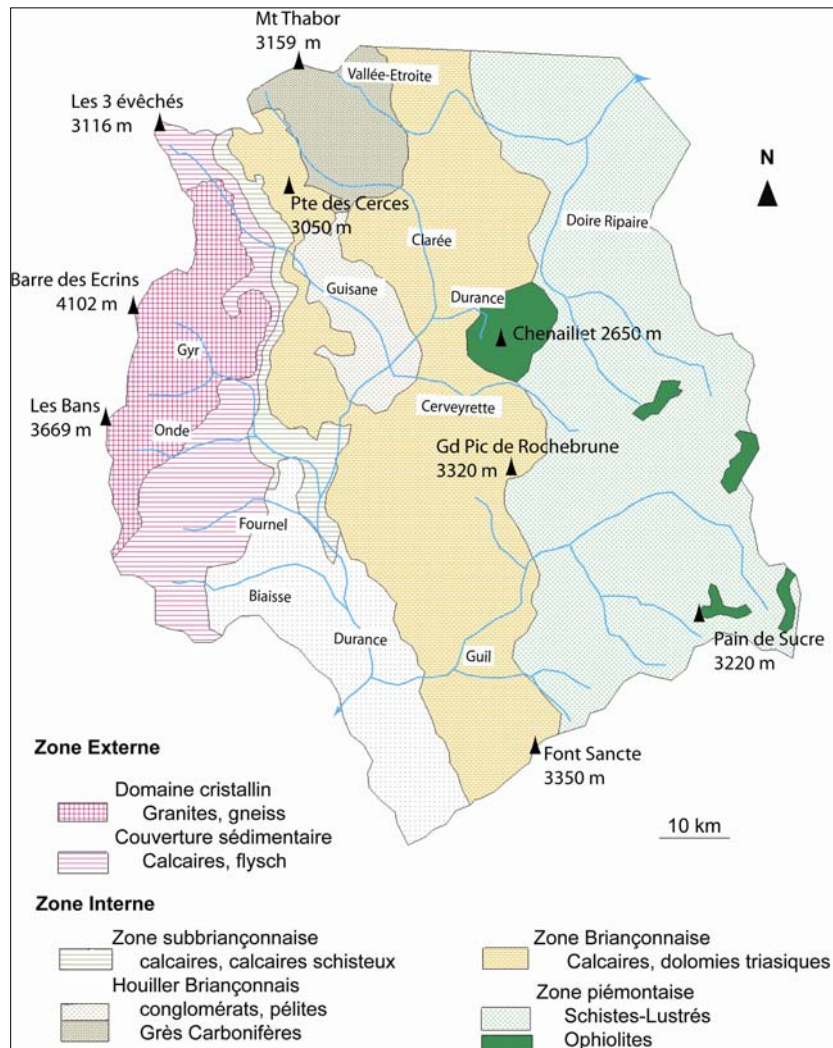 Mt Thabor
3159 m
Vallée-Etroite
Les 3 évêchés
3116 m
N
Pte des Cerces
3050 m
Doire Ripaire
Clarée
Barre des Ecrins
4102 m
Guisane
Durance
Chenaillet 2650 m
Gyr
Les Bans
3669 m
Cerveyrette
Onde
Gd Pic de Rochebrune
3320 m
Fournel
Biaisse
Durance
Guil
Pain de Sucre
3220 m
Font Sancte
3350 m
10 km
Zone Externe
Domaine cristallin
Granites, gneiss
Couverture sédimentaire
Calcaires, flysch
Zone Interne
Zone subbriançonnaise
calcaires, calcaires schisteux
Houiller Briançonnais
conglomérats, pélites
Grès Carbonifères
Zone Briançonnaise
Calcaires, dolomies triasiques
Zone piémontaise
Schistes-Lustrés
Ophiolites